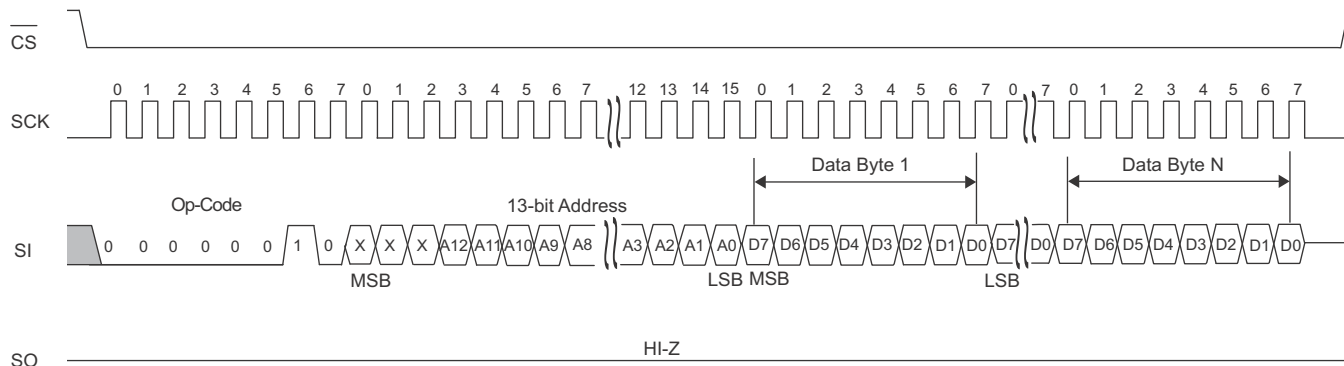 CS
0 1 2 3 4 5 6 7 0 1 2 3 4 5 6 7 12 13 14 15 0 1 2 3 4 5 6 7 0 7 0 1 2 3 4 5 6 7
SCK
Data Byte 1 Data Byte N
Op-Code 13-bit Address
SI 0 0 0 0 0 0 1 0 X X X A12 A11 A10 A9 A8 A3 A2 A1 A0 D7 D6 D5 D4 D3 D2 D1 D0 D7 D0 D7 D6 D5 D4 D3 D2 D1 D0
MSB LSB MSB LSB
HI-Z
SO